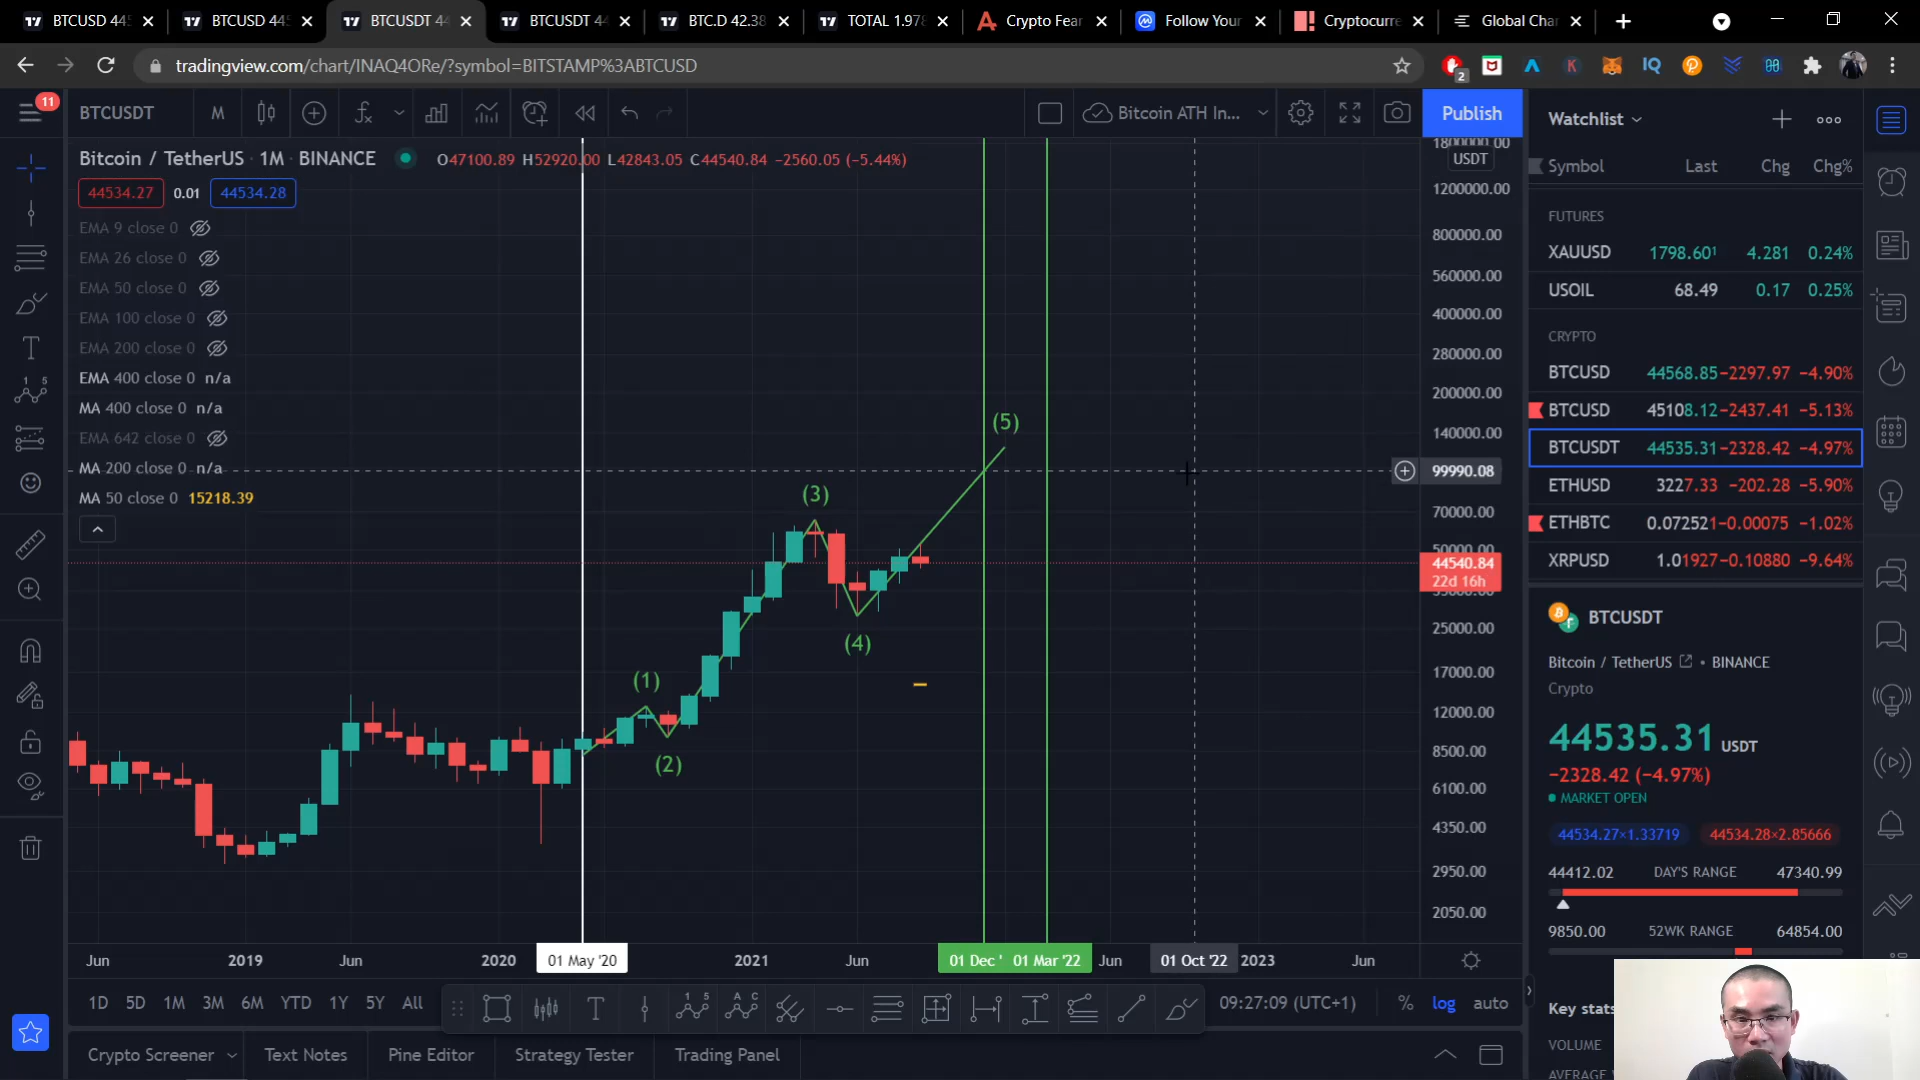 BTCUSD 44
BTCUSD 44
BTCUSDT 44
BTCUSDT 44
BTC.D 42.38
TOTAL 1.978
Crypto Fear
Follow Your
Cryptocurre
Global Cha
tradingview.com/chart/INAQ4ORe/?symbol=BITSTAMP%3ABTCUSD
2
IQ
11
BTCUSDT
M
Bitcoin ATH In...
Publish
Bitcoin / TetherUS · 1M · BINANCE
O47100.89 H52920.00 L42843.05 C44540.84 −2560.05 (−5.44%)
44534.27
0.01
44534.28
EMA 9 close 0
EMA 26 close 0
EMA 50 close 0
EMA 100 close 0
EMA 200 close 0
EMA 400 close 0 n/a
MA 400 close 0 n/a
EMA 642 close 0
MA 200 close 0 n/a
MA 50 close 0 15218.39
(1)
(2)
(3)
(4)
(5)
USDT
1200000.00
800000.00
560000.00
400000.00
280000.00
200000.00
140000.00
99990.08
70000.00
50000.00
44540.84
22d 16h
35000.00
25000.00
17000.00
12000.00
8500.00
6100.00
4350.00
2950.00
2050.00
Jun
2019
Jun
2020
01 May '20
2021
Jun
01 Dec '
01 Mar '22
Jun
01 Oct '22
2023
Jun
1D 5D 1M 3M 6M YTD 1Y 5Y All
09:27:09 (UTC+1)
%
log
auto
Crypto Screener
Text Notes
Pine Editor
Strategy Tester
Trading Panel
Watchlist
Symbol Last Chg Chg%
FUTURES
XAUUSD 1798.60¹ 4.281 0.24%
USOIL 68.49 0.17 0.25%
CRYPTO
BTCUSD 44568.85 −2297.97 −4.90%
BTCUSD 45108.12 −2437.41 −5.13%
BTCUSDT 44535.31 −2328.42 −4.97%
ETHUSD 3227.33 −202.28 −5.90%
ETHBTC 0.072521 −0.00075 −1.02%
XRPUSD 1.01927 −0.10880 −9.64%
BTCUSDT
Bitcoin / TetherUS • BINANCE
Crypto
44535.31 USDT
−2328.42 (−4.97%)
MARKET OPEN
44534.27×1.33719
44534.28×2.85666
44412.02 DAY'S RANGE 47340.99
9850.00 52WK RANGE 64854.00
Key stats
VOLUME
AVERAGE